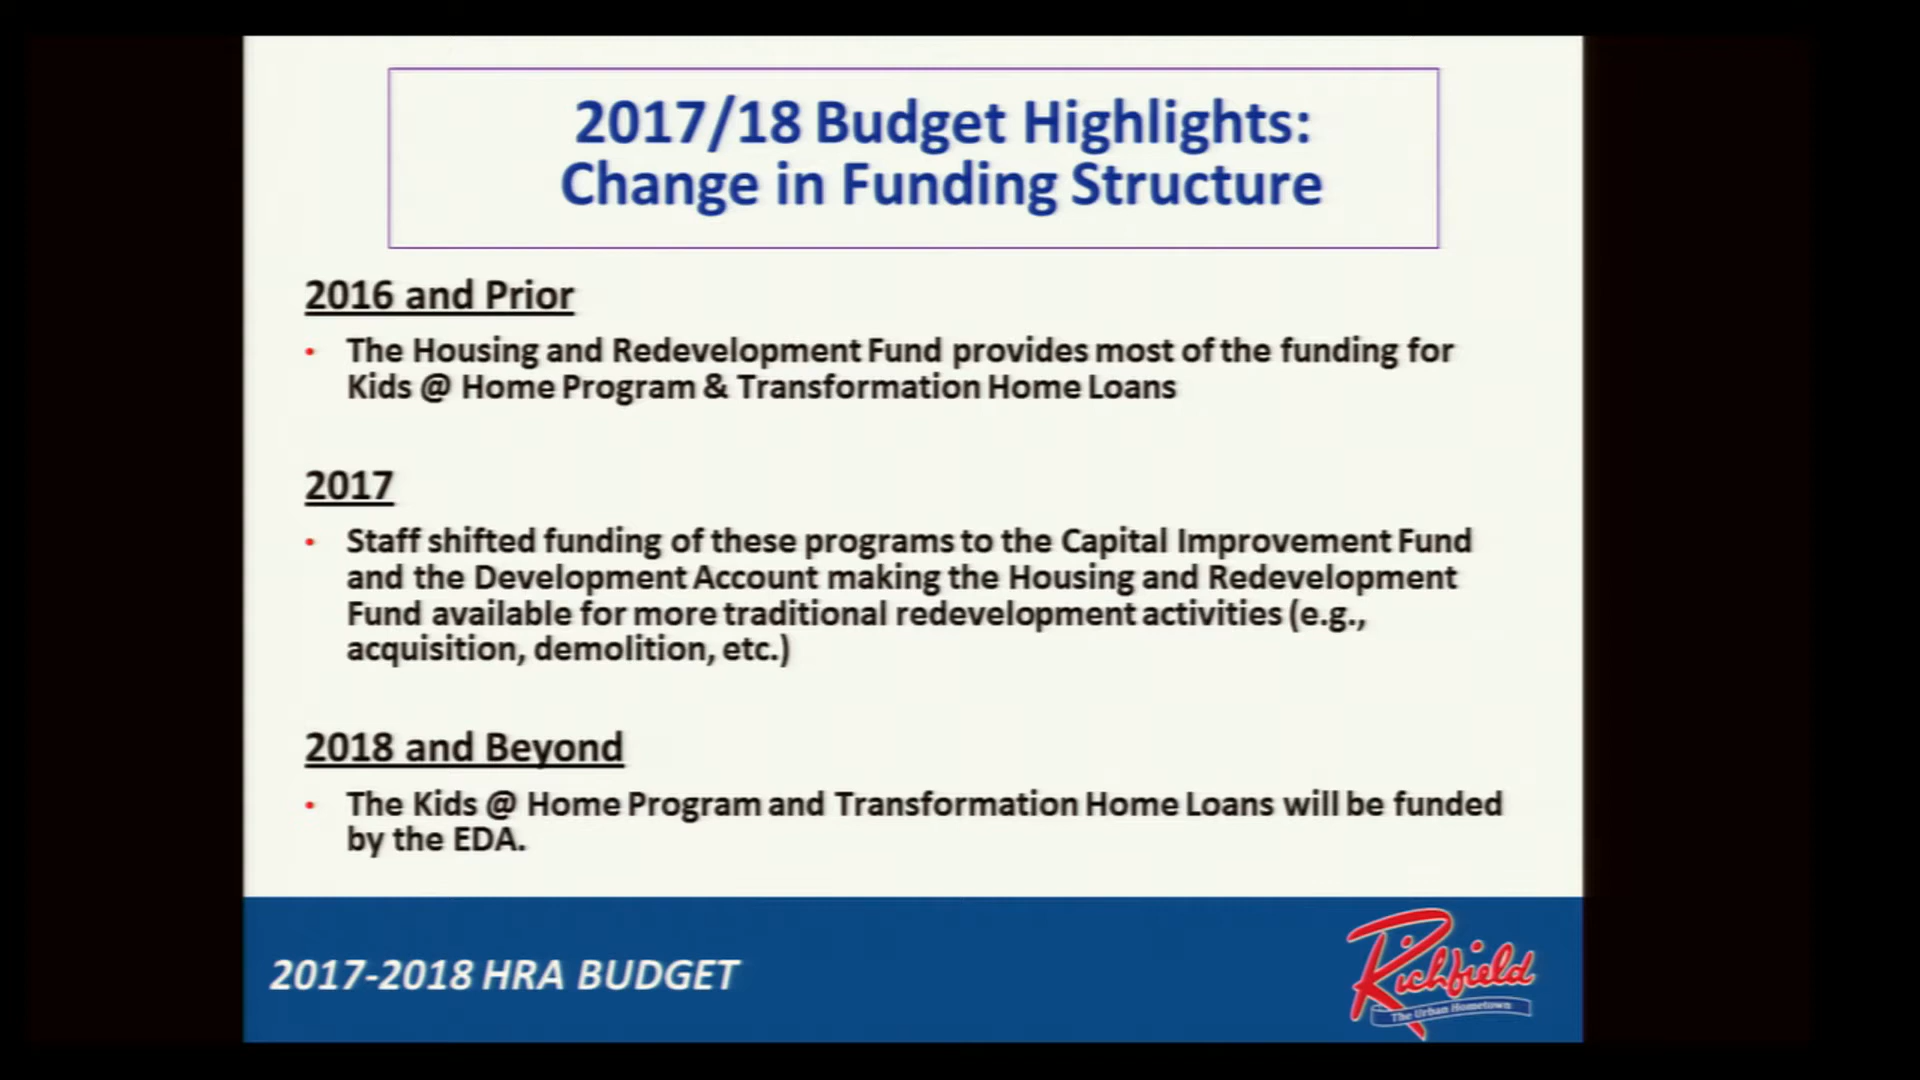 2017/18 Budget Highlights:
Change in Funding Structure
2016 and Prior
• The Housing and Redevelopment Fund provides most of the funding for
Kids @ Home Program & Transformation Home Loans
2017
• Staff shifted funding of these programs to the Capital Improvement Fund
and the Development Account making the Housing and Redevelopment
Fund available for more traditional redevelopment activities (e.g.,
acquisition, demolition, etc.)
2018 and Beyond
• The Kids @ Home Program and Transformation Home Loans will be funded
by the EDA.
2017-2018 HRA BUDGET
Richfield
The Urban Hometown